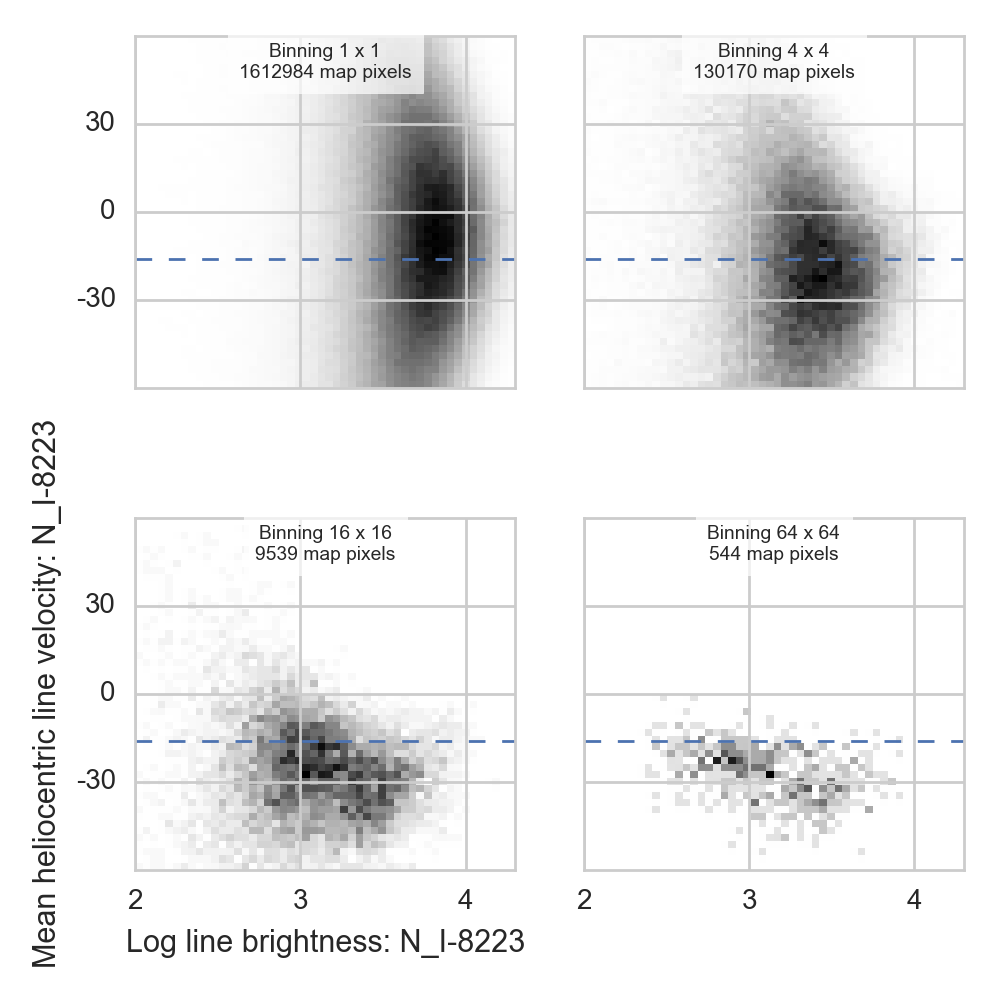 Binning 1 x 1
1612984 map pixels
Binning 4 x 4
130170 map pixels
30
0
-30
Binning 16 x 16
9539 map pixels
Binning 64 x 64
544 map pixels
30
0
-30
2
3
4
2
3
4
Mean heliocentric line velocity: N_I-8223
Log line brightness: N_I-8223